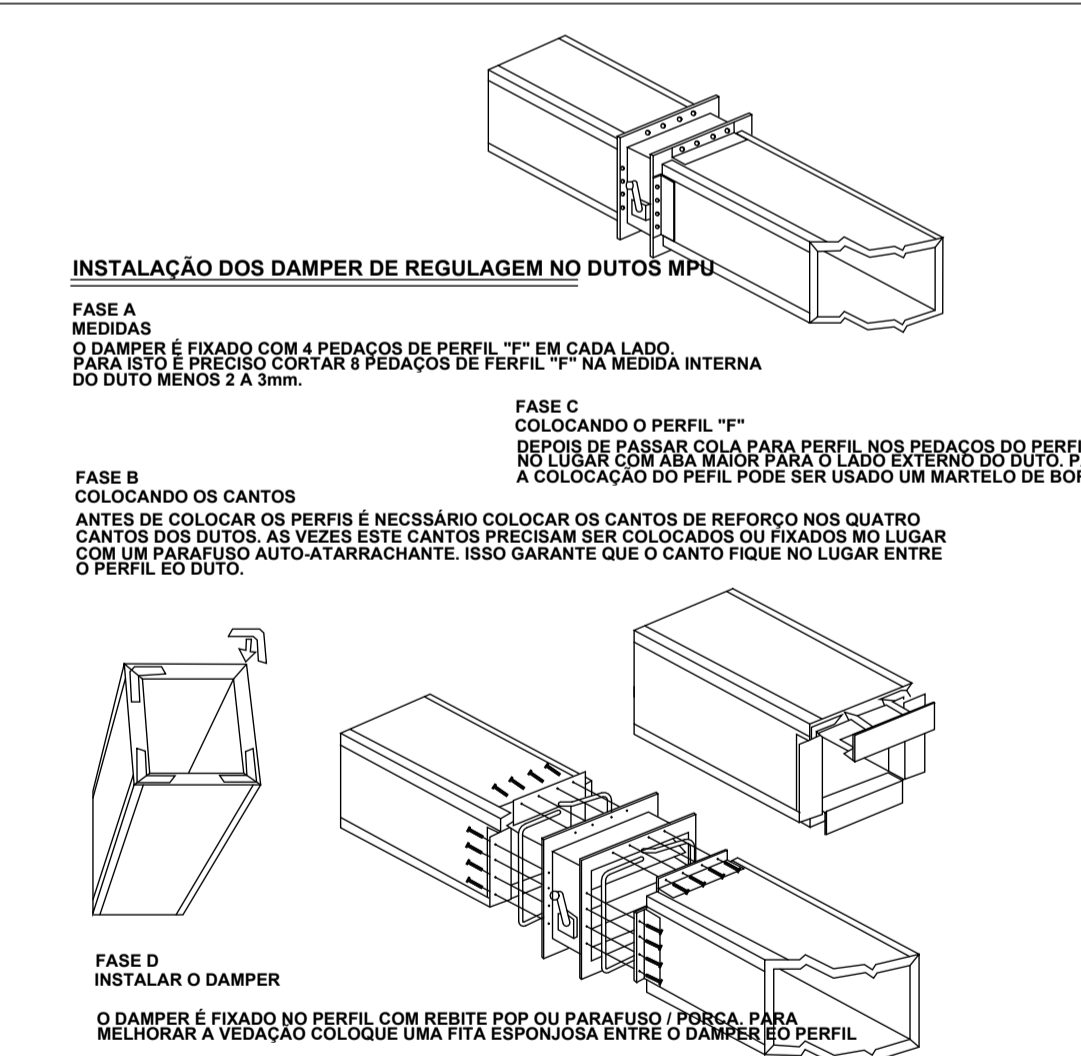 INSTALAÇÃO DOS DAMPER DE REGULAGEM NO DUTOS MPU
FASE A
MEDIDAS
O DAMPER É FIXADO COM 4 PEDAÇOS DE PERFIL "F" EM CADA LADO.
PARA ISTO É PRECISO CORTAR 8 PEDAÇOS DE FERFIL "F" NA MEDIDA INTERNA
DO DUTO MENOS 2 A 3mm.
FASE B
COLOCANDO OS CANTOS
ANTES DE COLOCAR OS PERFIS É NECSSÁRIO COLOCAR OS CANTOS DE REFORÇO NOS QUATRO
CANTOS DOS DUTOS. AS VEZES ESTE CANTOS PRECISAM SER COLOCADOS OU FIXADOS MO LUGAR
COM UM PARAFUSO AUTO-ATARRACHANTE. ISSO GARANTE QUE O CANTO FIQUE NO LUGAR ENTRE
O PERFIL EO DUTO.
FASE C
COLOCANDO O PERFIL "F"
DEPOIS DE PASSAR COLA PARA PERFIL NOS PEDAÇOS DO
NO LUGAR COM ABA MAIOR PARA O LADO EXTERNO DO DUTO.
A COLOCAÇÃO DO PEFIL PODE SER USADO UM MARTELO DE
FASE D
INSTALAR O DAMPER
O DAMPER É FIXADO NO PERFIL COM REBITE POP OU PARAFUSO / PORCA. PARA
MELHORAR A VEDAÇÃO COLOQUE UMA FITA ESPONJOSA ENTRE O DAMPER EO PERFIL